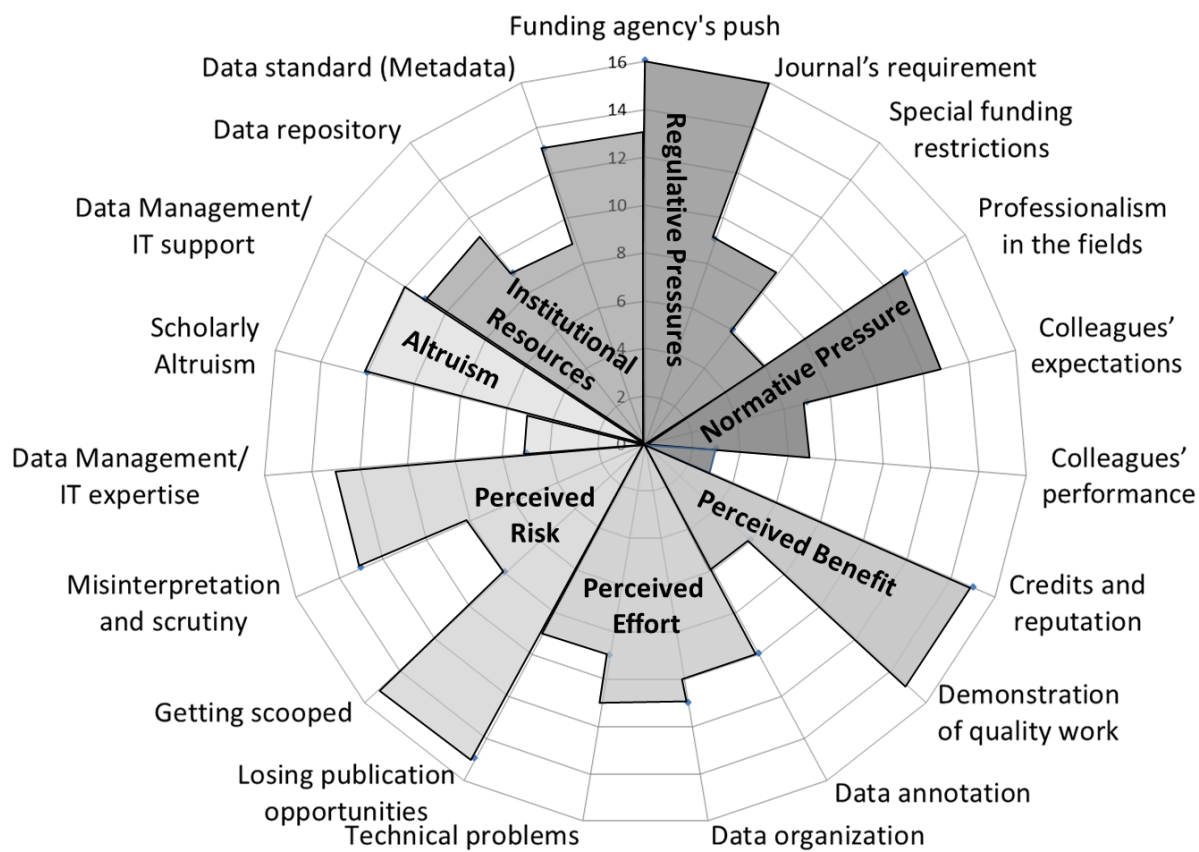 Funding agency's push
Data standard (Metadata)
Journal’s requirement
Data repository
Special funding
restrictions
Data Management/
IT support
Professionalism
in the fields
Scholarly
Altruism
Colleagues’
expectations
Data Management/
IT expertise
Colleagues’
performance
Misinterpretation
and scrutiny
Credits and
reputation
Getting scooped
Demonstration
of quality work
Losing publication
opportunities
Data annotation
Technical problems
Data organization
16
14
12
10
8
6
4
2
0
Regulative Pressures
Normative Pressure
Perceived Benefit
Perceived
Effort
Perceived
Risk
Altruism
Institutional
Resources